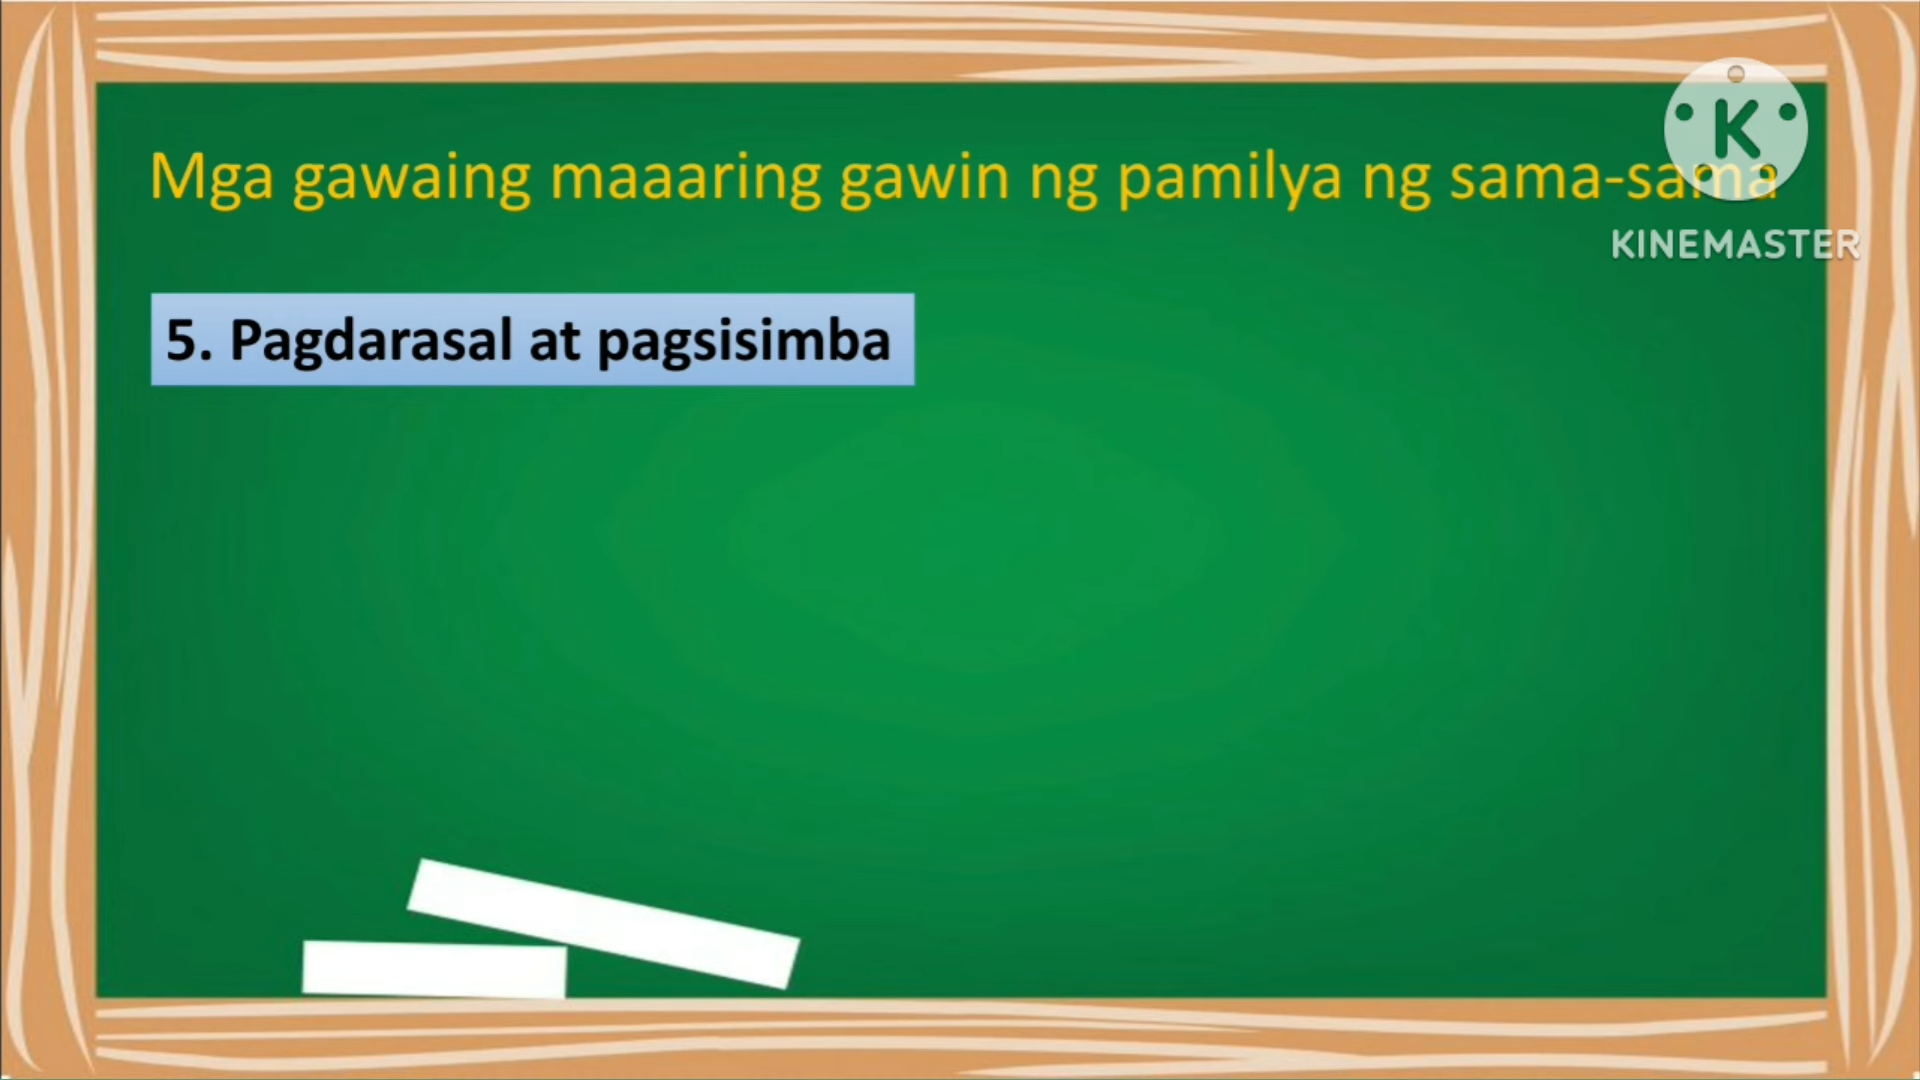 Mga gawaing maaaring gawin ng pamilya ng sama-sama
K
KINEMASTER
5. Pagdarasal at pagsisimba